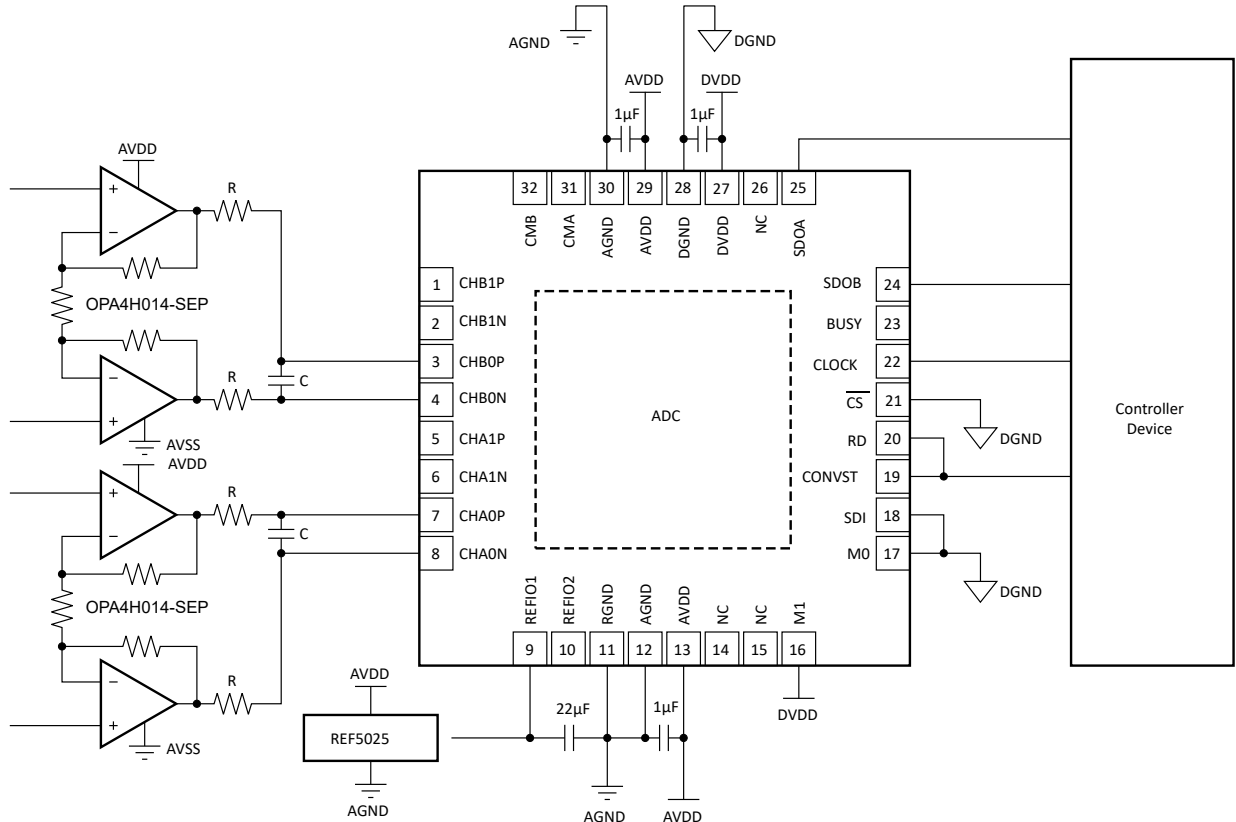 AGND
DGND
AVDD
DVDD
1µF
1µF
AVDD
R
OPA4H014-SEP
R
C
AVSS
AVDD
R
C
OPA4H014-SEP
R
AVSS
32 31 30 29 28 27 26 25
CMB CMA AGND AVDD DGND DVDD NC SDOA
1 CHB1P
2 CHB1N
3 CHB0P
4 CHB0N
5 CHA1P
6 CHA1N
7 CHA0P
8 CHA0N
ADC
SDOB 24
BUSY 23
CLOCK 22
CS 21
RD 20
CONVST 19
SDI 18
M0 17
DGND
DGND
Controller
Device
REFIO1 REFIO2 RGND AGND AVDD NC NC M1
9 10 11 12 13 14 15 16
AVDD
REF5025
AGND
22µF
1µF
DVDD
AGND
AVDD